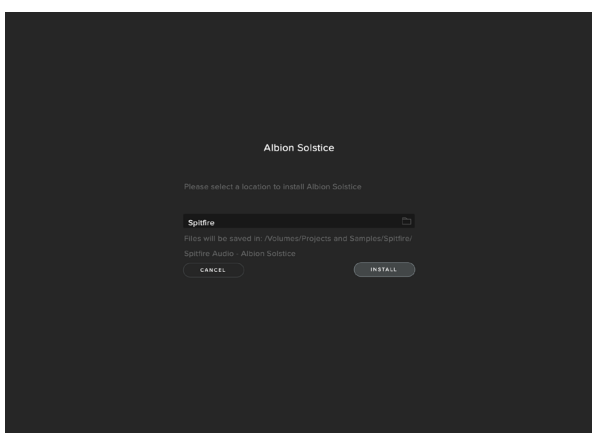 Albion Solstice
Please select a location to install Albion Solstice
Spitfire
Files will be saved in: /Volumes/Projects and Samples/Spitfire/
Spitfire Audio - Albion Solstice
CANCEL
INSTALL